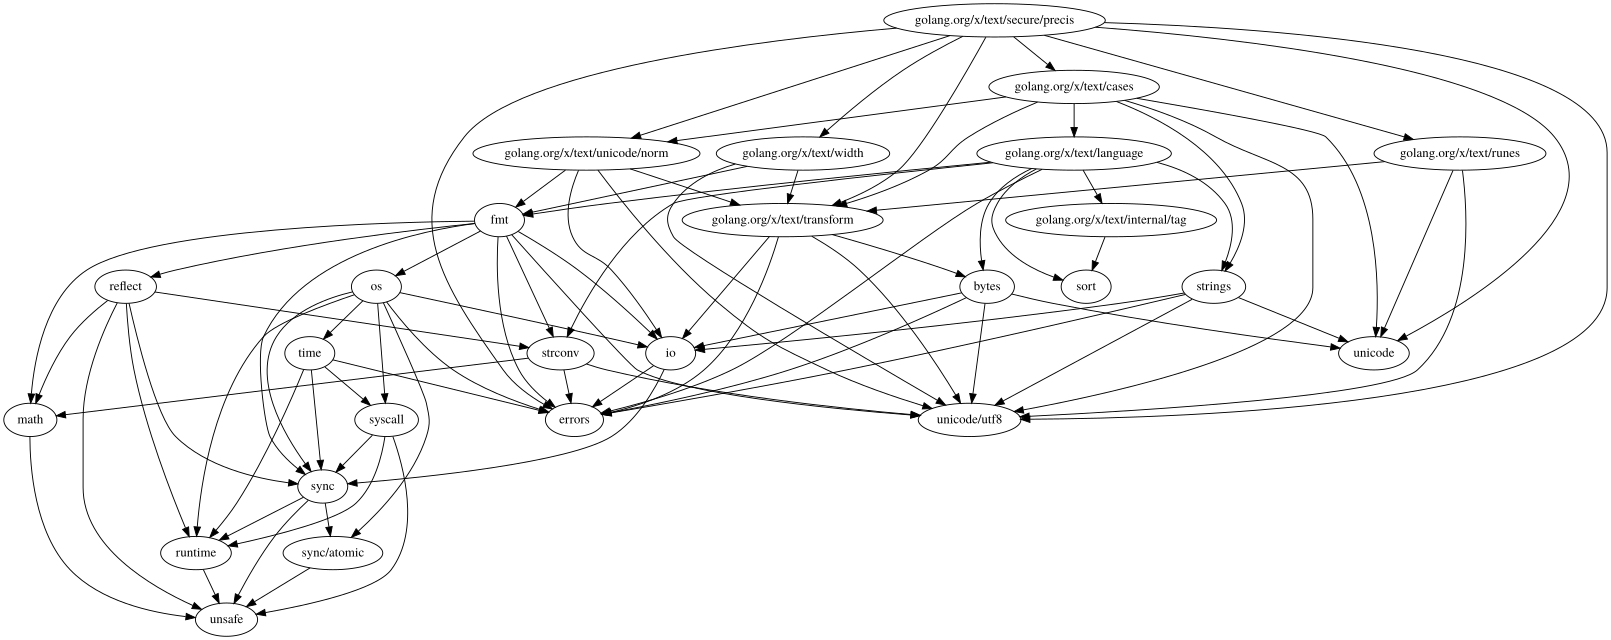 golang.org/x/text/secure/precis
golang.org/x/text/cases
golang.org/x/text/unicode/norm
golang.org/x/text/width
golang.org/x/text/language
golang.org/x/text/runes
fmt
golang.org/x/text/transform
golang.org/x/text/internal/tag
reflect
os
bytes
sort
strings
time
strconv
io
unicode
math
syscall
errors
unicode/utf8
sync
runtime
sync/atomic
unsafe